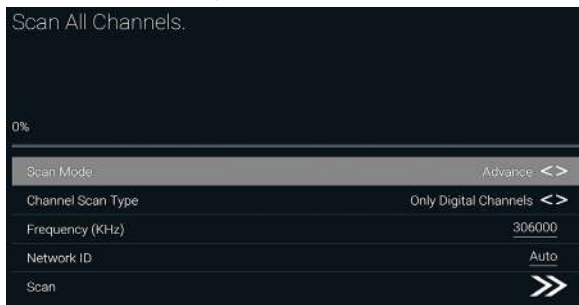 Scan All Channels.
0%
Scan Mode Advance <>
Channel Scan Type Only Digital Channels <>
Frequency (KHz) 306000
Network ID Auto
Scan >>